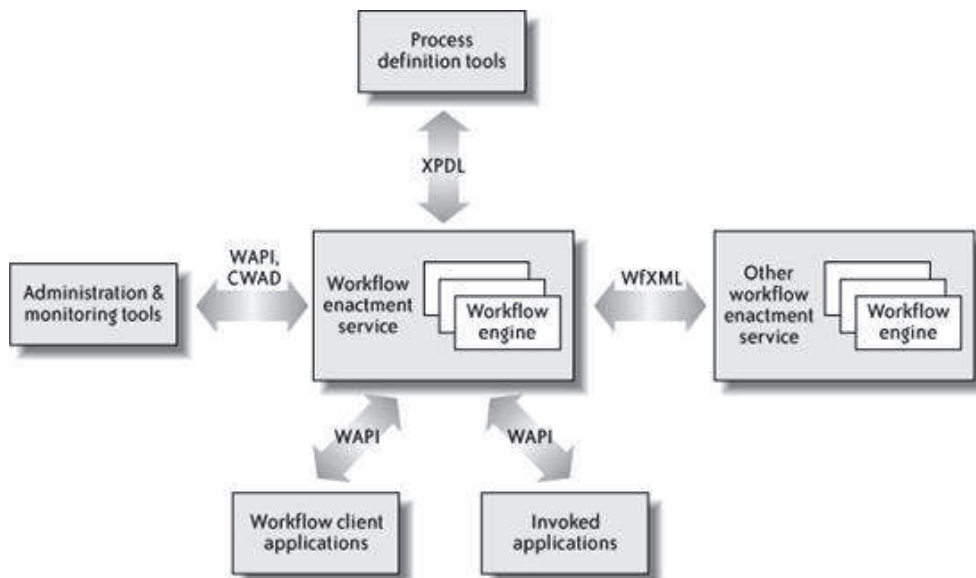 Process
definition tools
XPDL
WAPI,
CWAD
Administration &
monitoring tools
Workflow
enactment
service
Workflow
engine
WfXML
Other
workflow
enactment
service
Workflow
engine
WAPI
WAPI
Workflow client
applications
Invoked
applications